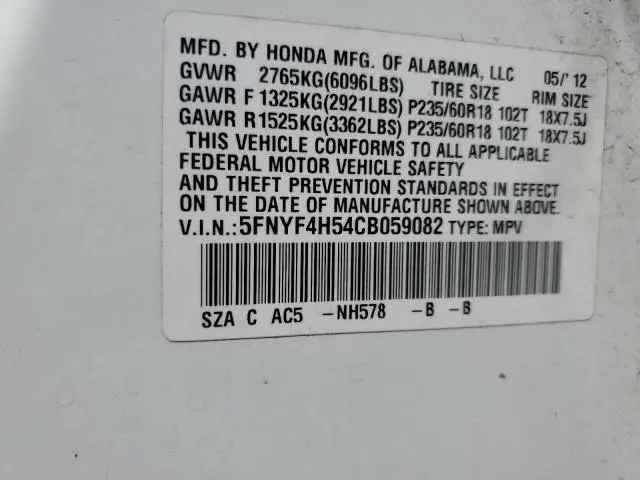 MFD. BY HONDA MFG. OF ALABAMA, LLC 05/'12
GVWR 2765KG(6096LBS) TIRE SIZE RIM SIZE
GAWR F 1325KG(2921LBS) P235/60R18 102T 18X7.5J
GAWR R 1525KG(3362LBS) P235/60R18 102T 18X7.5J
THIS VEHICLE CONFORMS TO ALL APPLICABLE
FEDERAL MOTOR VEHICLE SAFETY
AND THEFT PREVENTION STANDARDS IN EFFECT
ON THE DATE OF MANUFACTURE SHOWN ABOVE.
V.I.N.:5FNYF4H54CB059082 TYPE: MPV
SZA C AC5 -NH578 -B -B